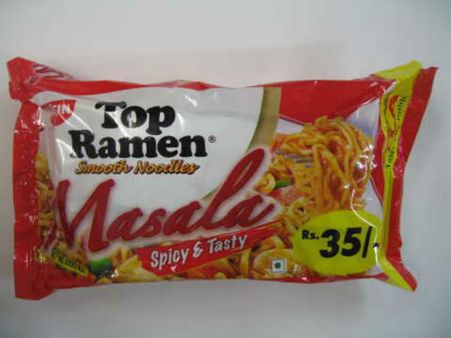 Top
Ramen®
Smooth Noodles
Masala
Spicy & Tasty
Rs. 35/-